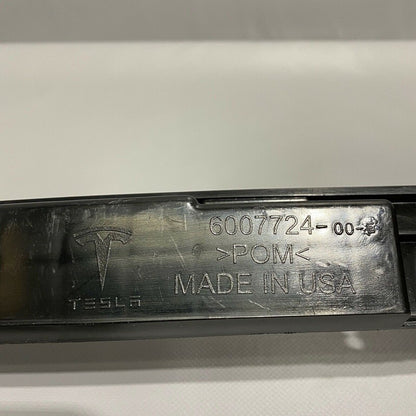 6007724-00-
>POM<
MADE IN USA
TESLA